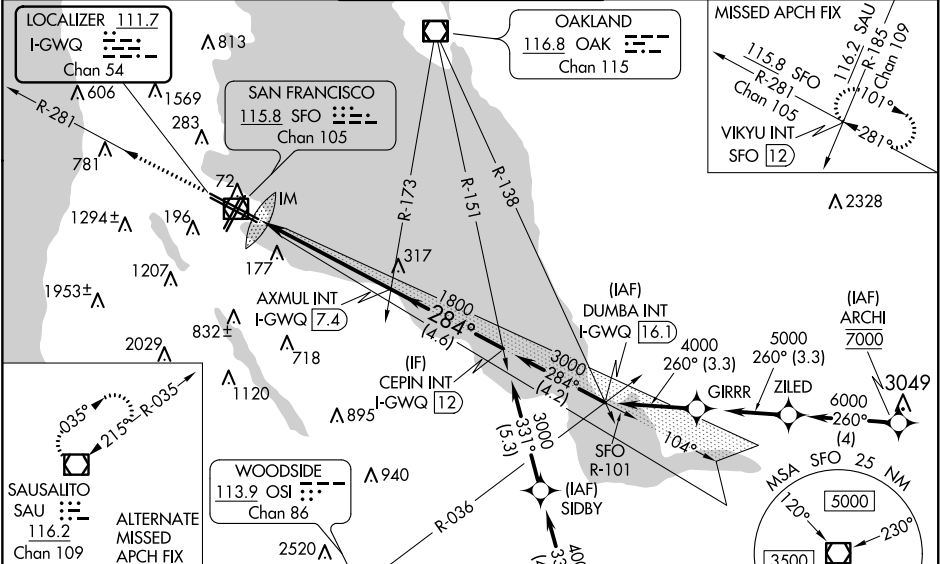 LOCALIZER 111.7
I-GWQ
Chan 54
813
606
1569
283
R-281
781
SAN FRANCISCO
115.8 SFO
Chan 105
OAKLAND
116.8 OAK
Chan 115
MISSED APCH FIX
115.8 SFO
R-281
Chan 105
116.2 SAU
R-185
Chan 109
101°
281°
VIKYU INT
SFO 12
2328
72
IM
R-173
R-151
R-138
1294±
196
177
317
1207
1953±
AXMUL INT
I-GWQ 7.4
1800
284°
(4.6)
(IAF)
DUMBA INT
I-GWQ 16.1
(IAF)
ARCHI
7000
832±
718
2029
1120
895
(IF)
CEPIN INT
I-GWQ 12
3000
284°
(4.2)
4000
260° (3.3)
5000
260° (3.3)
GIRRR
ZILED
3049
6000
260°
(4)
035°
R-035
215°
SAUSALITO
SAU
116.2
Chan 109
ALTERNATE
MISSED
APCH FIX
3000
331°
(5.3)
SFO
R-101
104°
940
WOODSIDE
113.9 OSI
Chan 86
2520
R-036
(IAF)
SIDBY
MSA SFO 25 NM
120°
5000
230°
3500